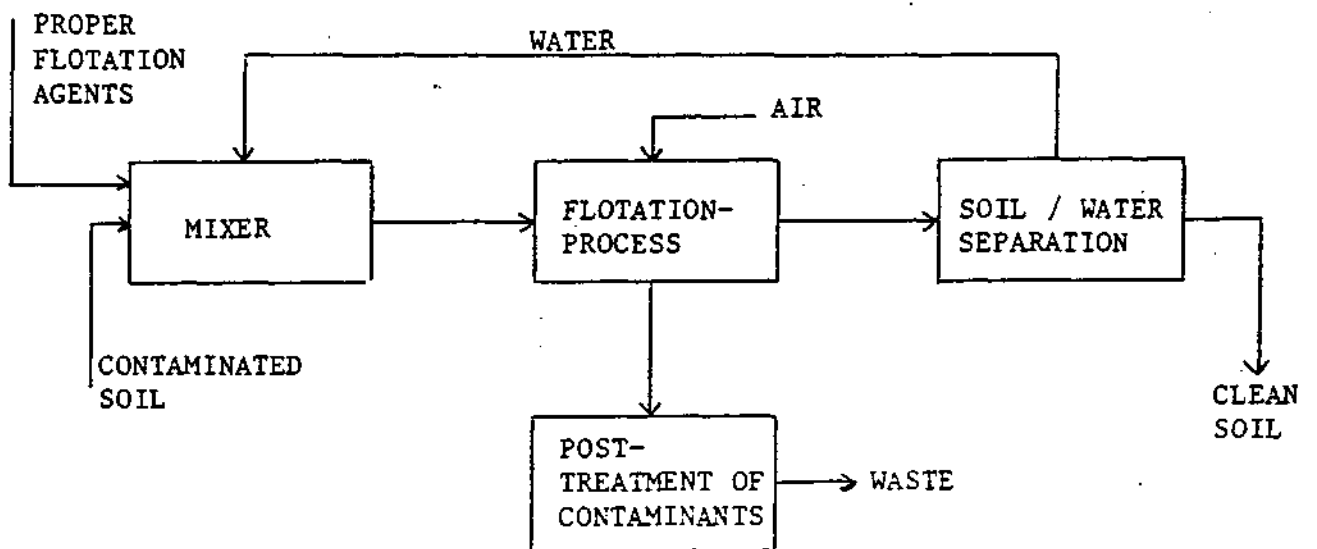 PROPER
FLOTATION
AGENTS
WATER
AIR
MIXER
FLOTATION-
PROCESS
SOIL / WATER
SEPARATION
CONTAMINATED
SOIL
CLEAN
SOIL
POST-
TREATMENT OF
CONTAMINANTS
WASTE